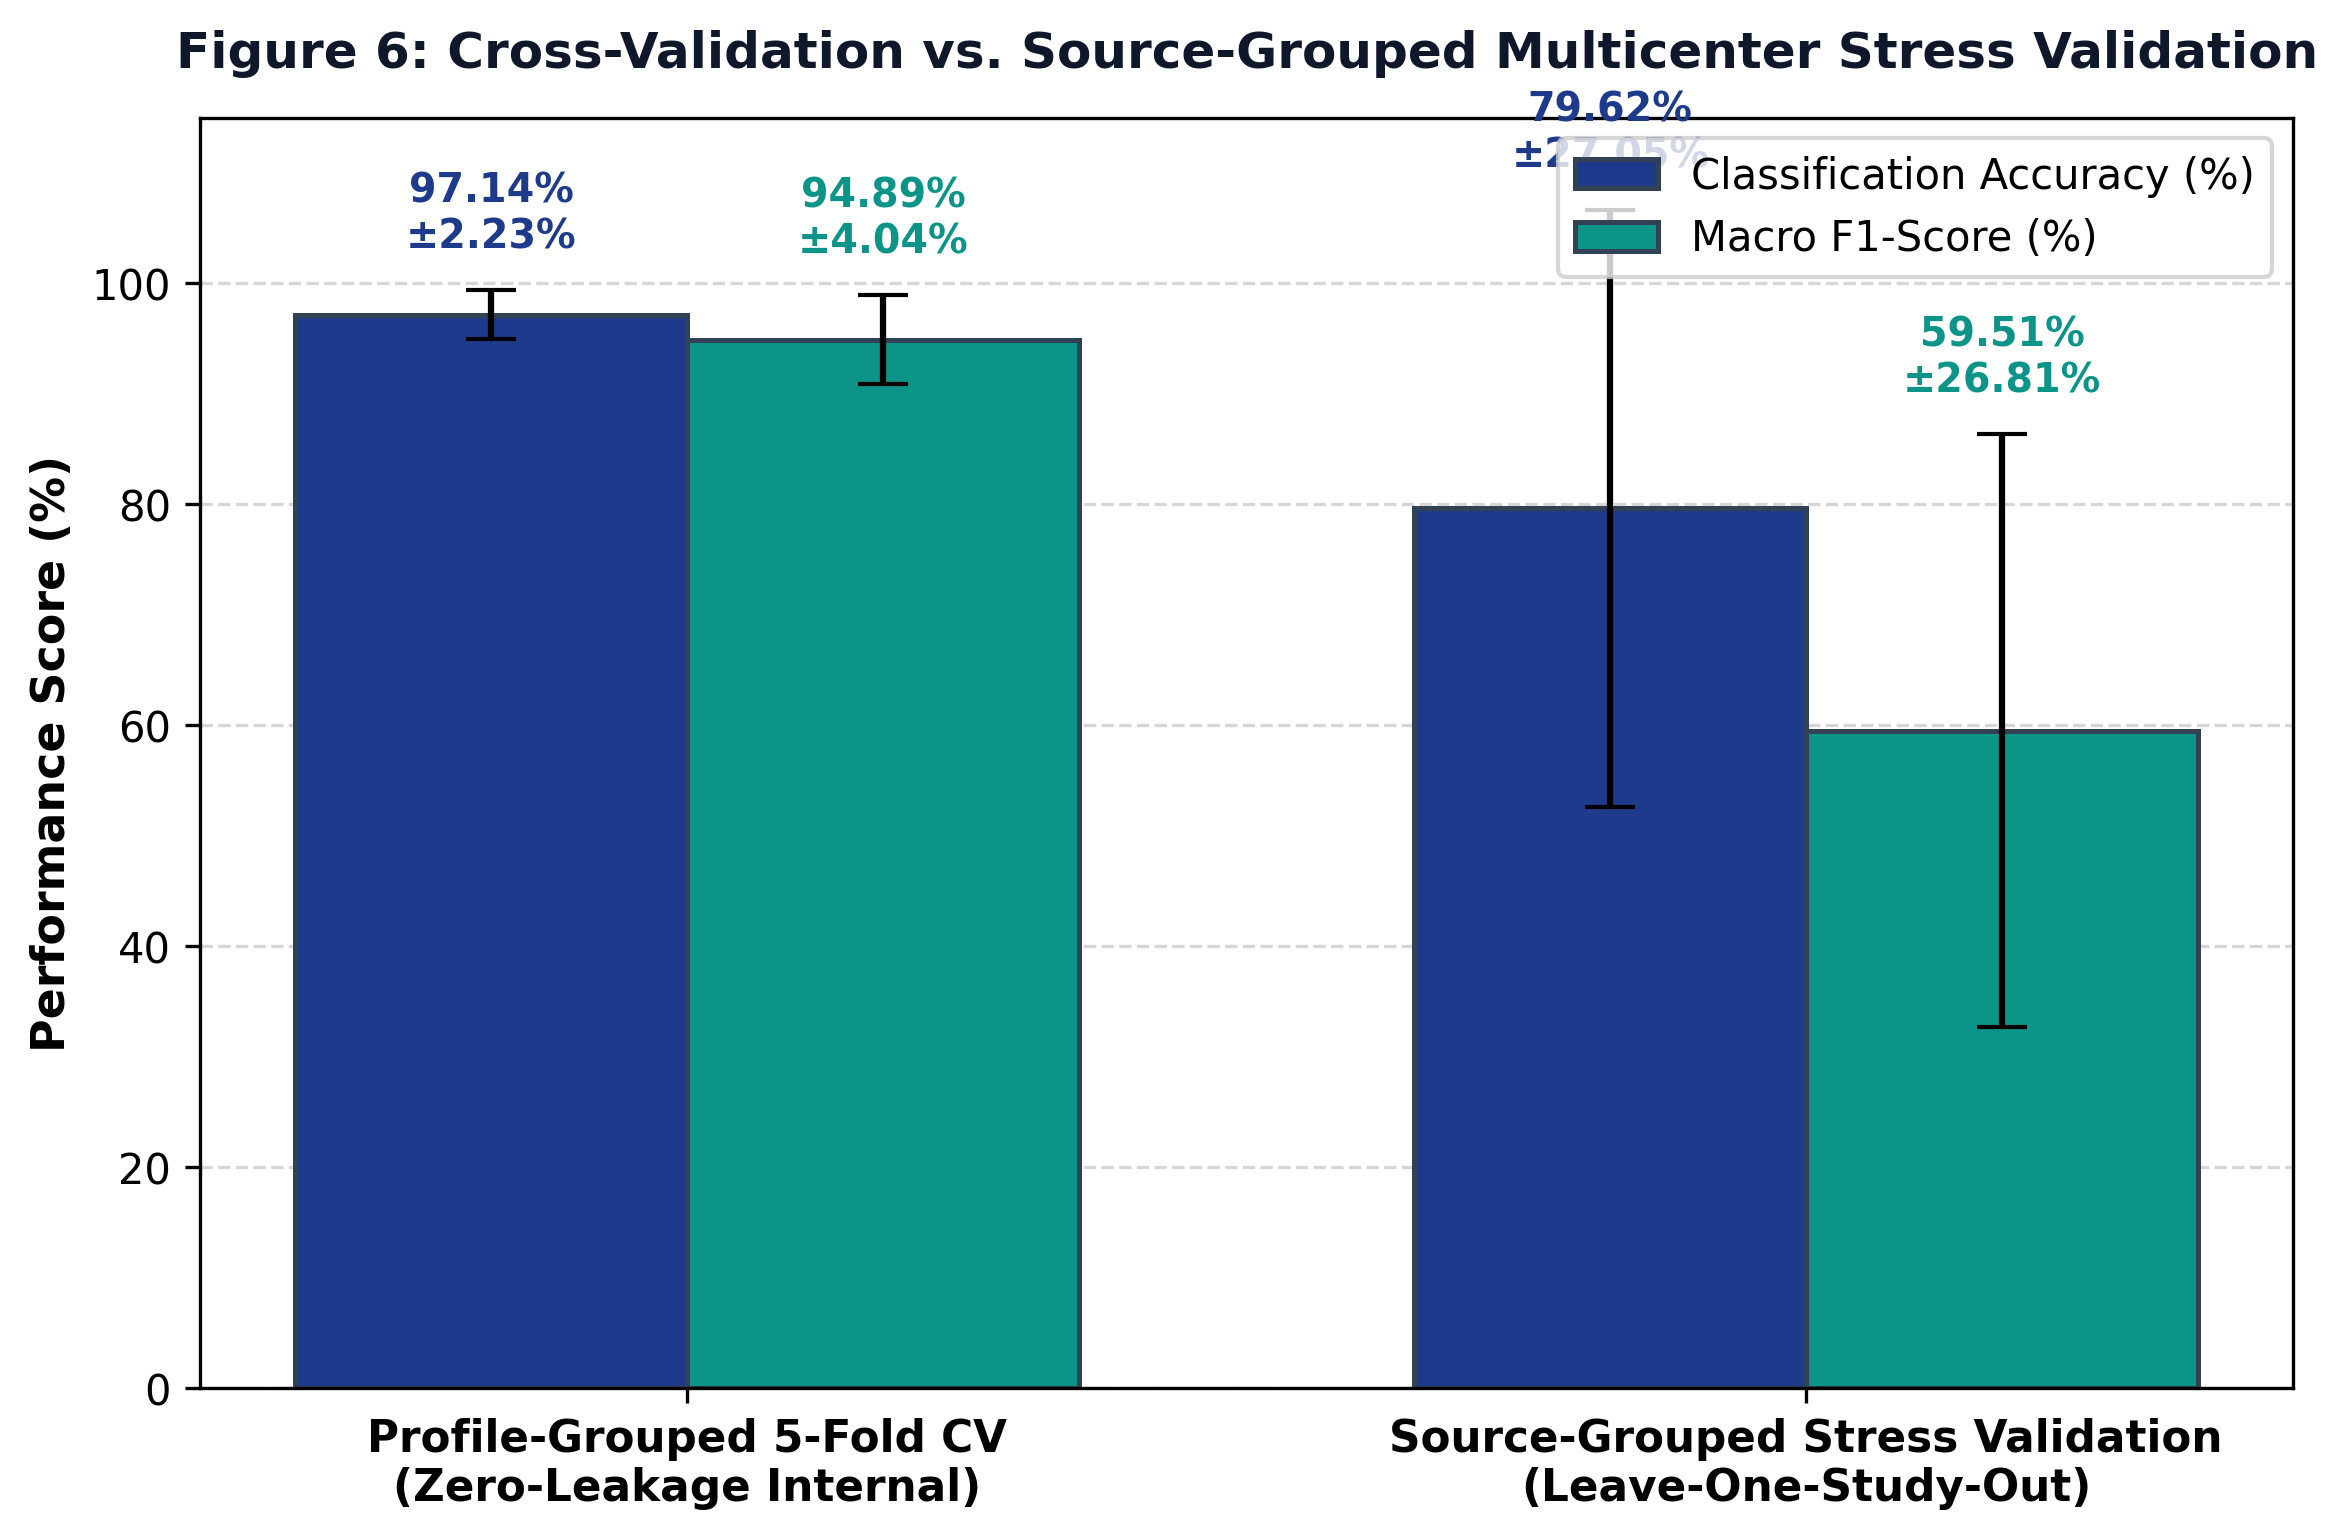 Figure 6: Cross-Validation vs. Source-Grouped Multicenter Stress Validation
79.62%
±27.05%
97.14%
±2.23%
94.89%
±4.04%
Classification Accuracy (%)
Macro F1-Score (%)
59.51%
±26.81%
Performance Score (%)
100
80
60
40
20
0
Profile-Grouped 5-Fold CV
(Zero-Leakage Internal)
Source-Grouped Stress Validation
(Leave-One-Study-Out)